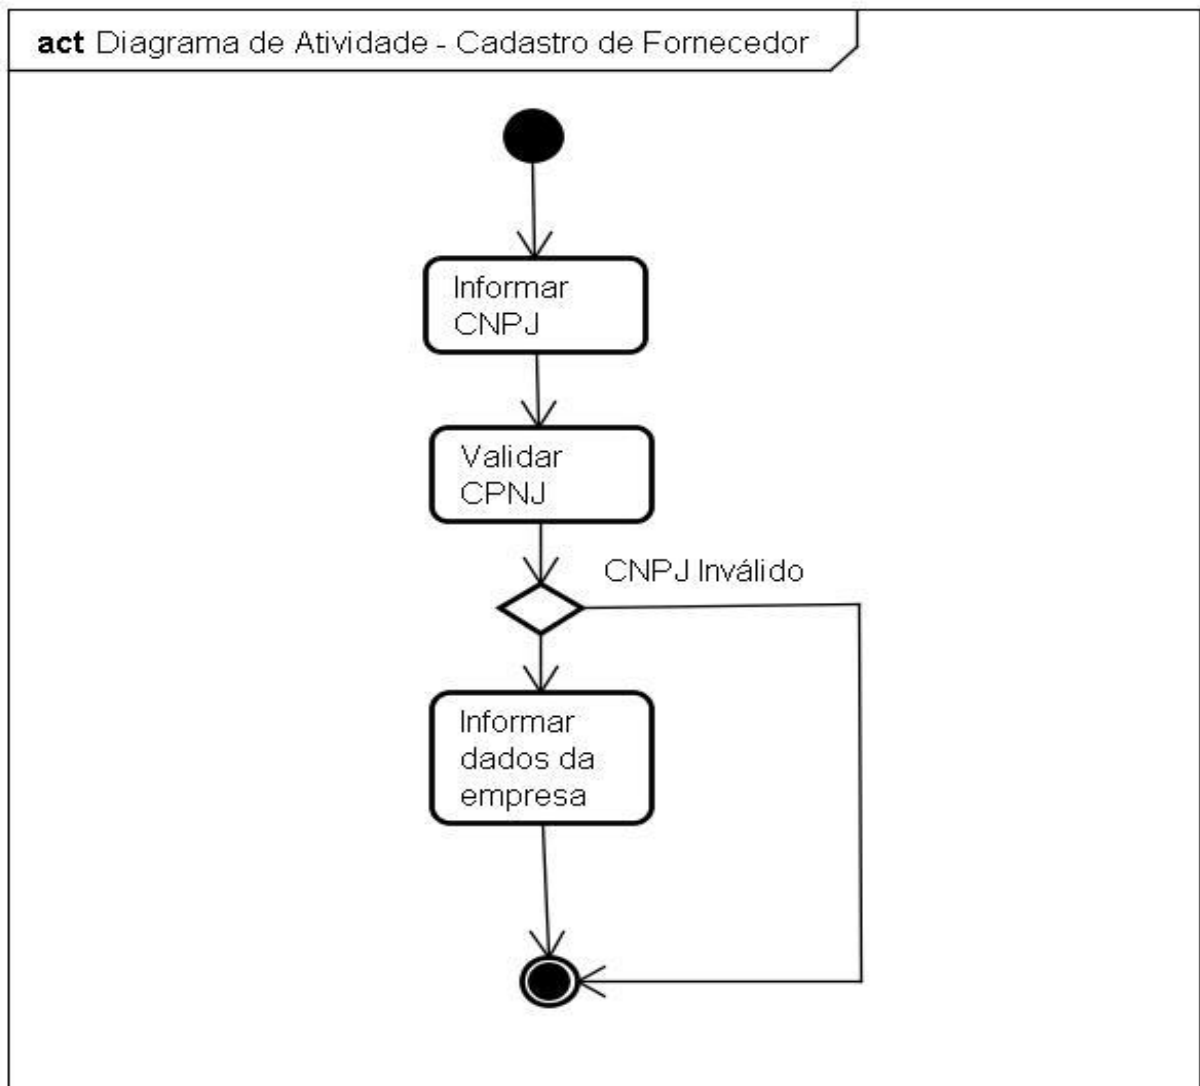 act Diagrama de Atividade - Cadastro de Fornecedor
Informar
CNPJ
Validar
CPNJ
CNPJ Inválido
Informar
dados da
empresa